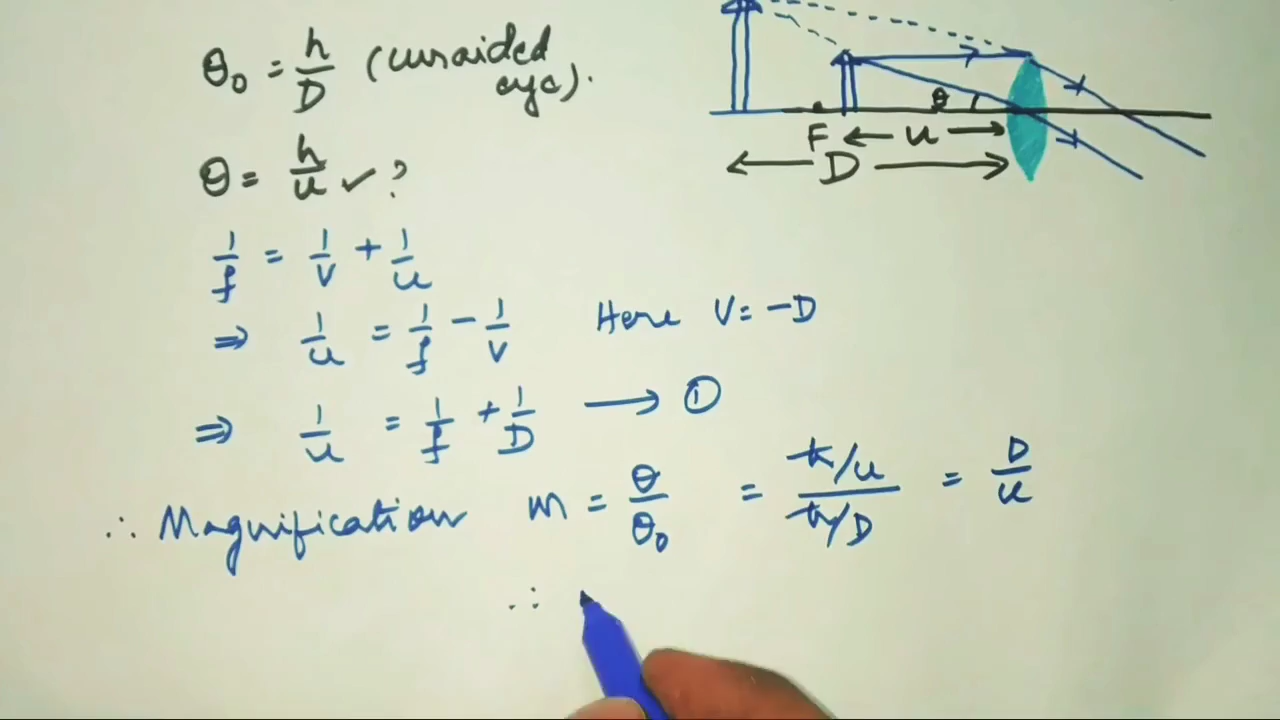 θ₀ = h/D (unaided eye).
θ = h/u ✓ ?
θ
F ← u →
← D →
1/f = 1/v + 1/u
⇒ 1/u = 1/f − 1/v Here V = −D
⇒ 1/u = 1/f + 1/D → ①
∴ Magnification m = θ/θ₀ = (h/u)/(h/D) = D/u
∴